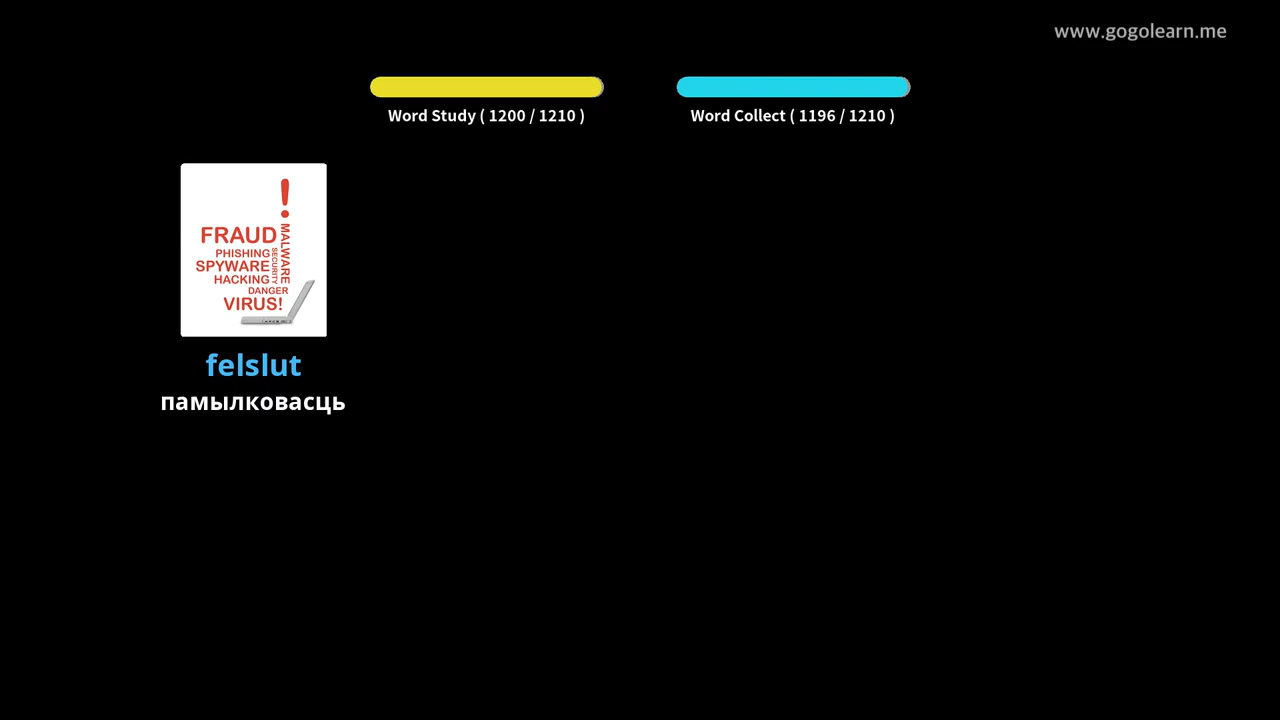 www.gogolearn.me
Word Study ( 1200 / 1210 )
Word Collect ( 1196 / 1210 )
!
FRAUD
MALWARE
PHISHING
SECURITY
SPYWARE
HACKING
DANGER
VIRUS!
felslut
памылковасць